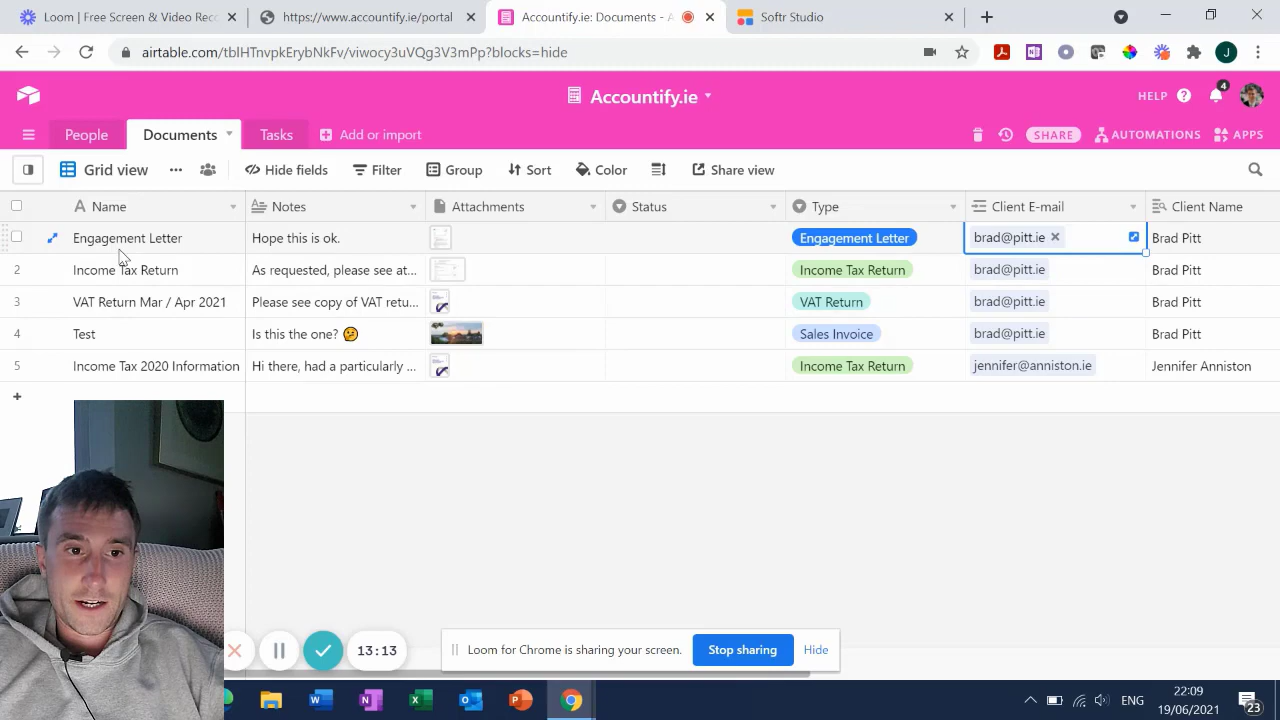 oom | Free Screen & Video Rec
https://www.accountify.ie/portal
Accountify.ie: Documents - A
Softr Studio
airtable.com/tblHTnvpkErybNkFv/viwocy3uVQg3V3mPp?blocks=hide
J
Accountify.ie
HELP
4
People
Documents
Tasks
Add or import
SHARE
AUTOMATIONS
APPS
Grid view
Hide fields
Filter
Group
Sort
Color
Share view
Name
Notes
Attachments
Status
Type
Client E-mail
Client Name
Engagement Letter
Hope this is ok.
Engagement Letter
brad@pitt.ie
Brad Pitt
2
Income Tax Return
As requested, please see at...
Income Tax Return
brad@pitt.ie
Brad Pitt
3
VAT Return Mar / Apr 2021
Please see copy of VAT retu...
VAT Return
brad@pitt.ie
Brad Pitt
4
Test
Is this the one? 🤔
Sales Invoice
brad@pitt.ie
Brad Pitt
5
Income Tax 2020 Information
Hi there, had a particularly ...
Income Tax Return
jennifer@anniston.ie
Jennifer Anniston
13:13
Loom for Chrome is sharing your screen.
Stop sharing
Hide
ENG
22:09
19/06/2021
23